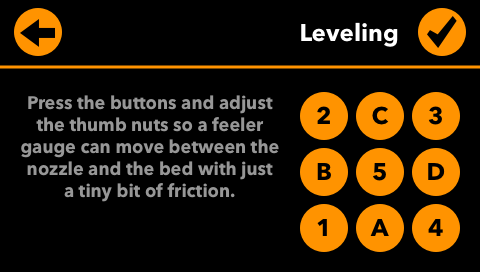 Leveling
Press the buttons and adjust
the thumb nuts so a feeler
gauge can move between the
nozzle and the bed with just
a tiny bit of friction.
2 C 3
B 5 D
1 A 4